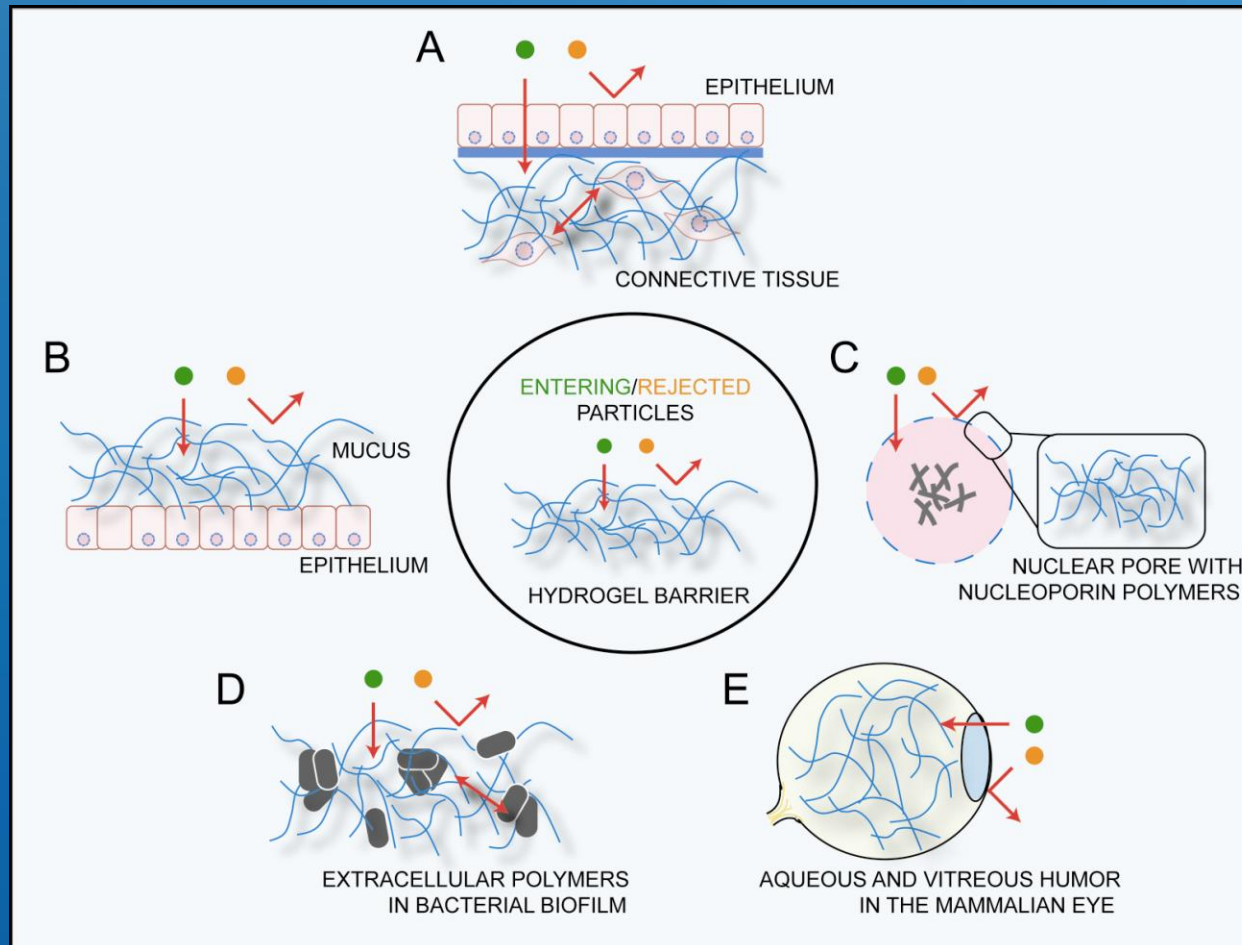 A
EPITHELIUM
CONNECTIVE TISSUE
B
MUCUS
EPITHELIUM
ENTERING/REJECTED
PARTICLES
HYDROGEL BARRIER
C
NUCLEAR PORE WITH
NUCLEOPORIN POLYMERS
D
EXTRACELLULAR POLYMERS
IN BACTERIAL BIOFILM
E
AQUEOUS AND VITREOUS HUMOR
IN THE MAMMALIAN EYE